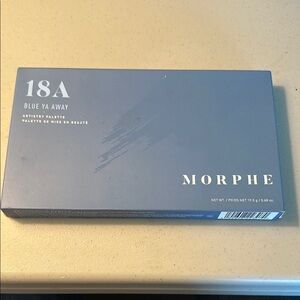 18A
BLUE YA AWAY
ARTISTRY PALETTE
PALETTE DE MISE EN BEAUTÉ
MORPHE